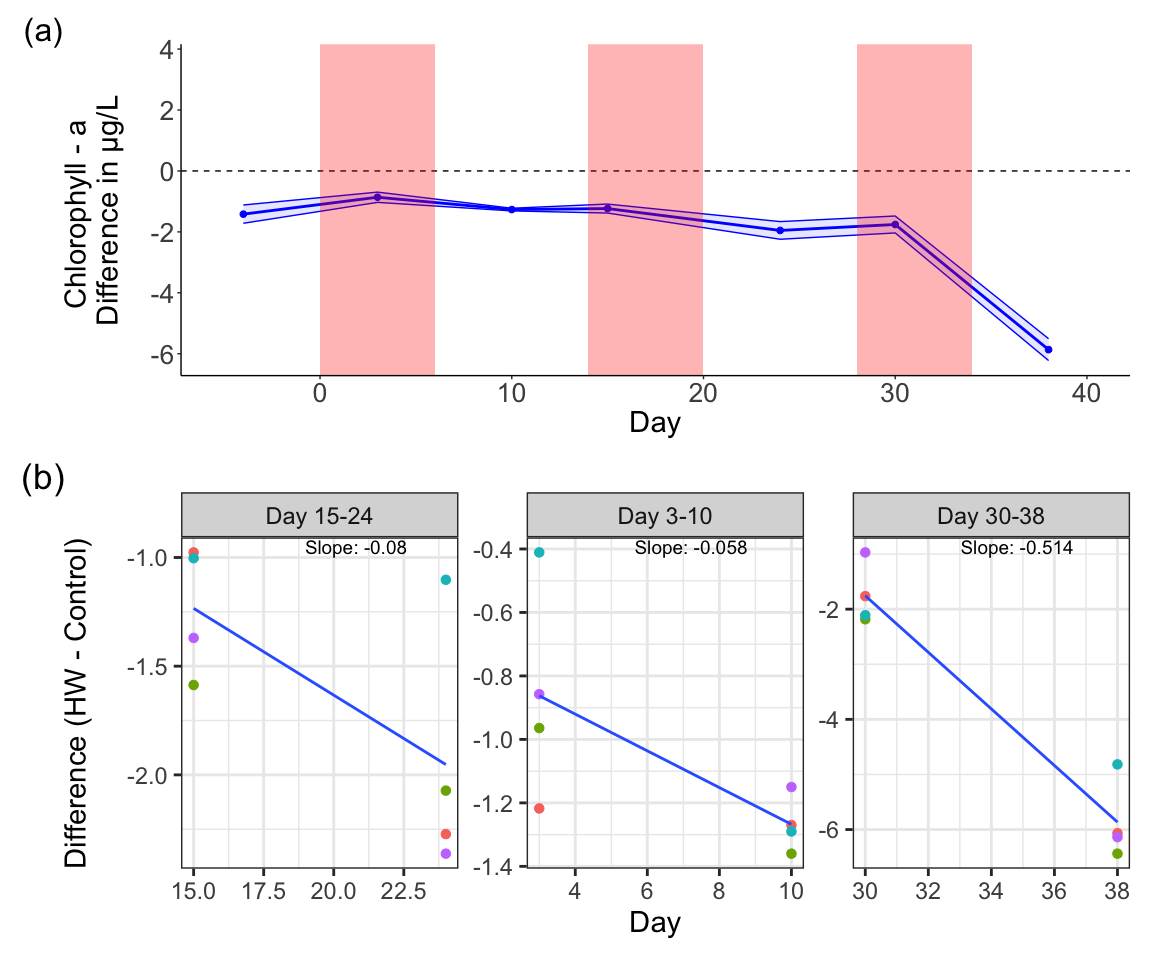 (a)
Chlorophyll - a
Difference in µg/L
4
2
0
-2
-4
-6
0 10 20 30 40
Day
(b)
Difference (HW - Control)
Day 15-24
Slope: -0.08
-1.0
-1.5
-2.0
15.0 17.5 20.0 22.5
Day 3-10
Slope: -0.058
-0.4
-0.6
-0.8
-1.0
-1.2
-1.4
4 6 8 10
Day 30-38
Slope: -0.514
-2
-4
-6
30 32 34 36 38
Day